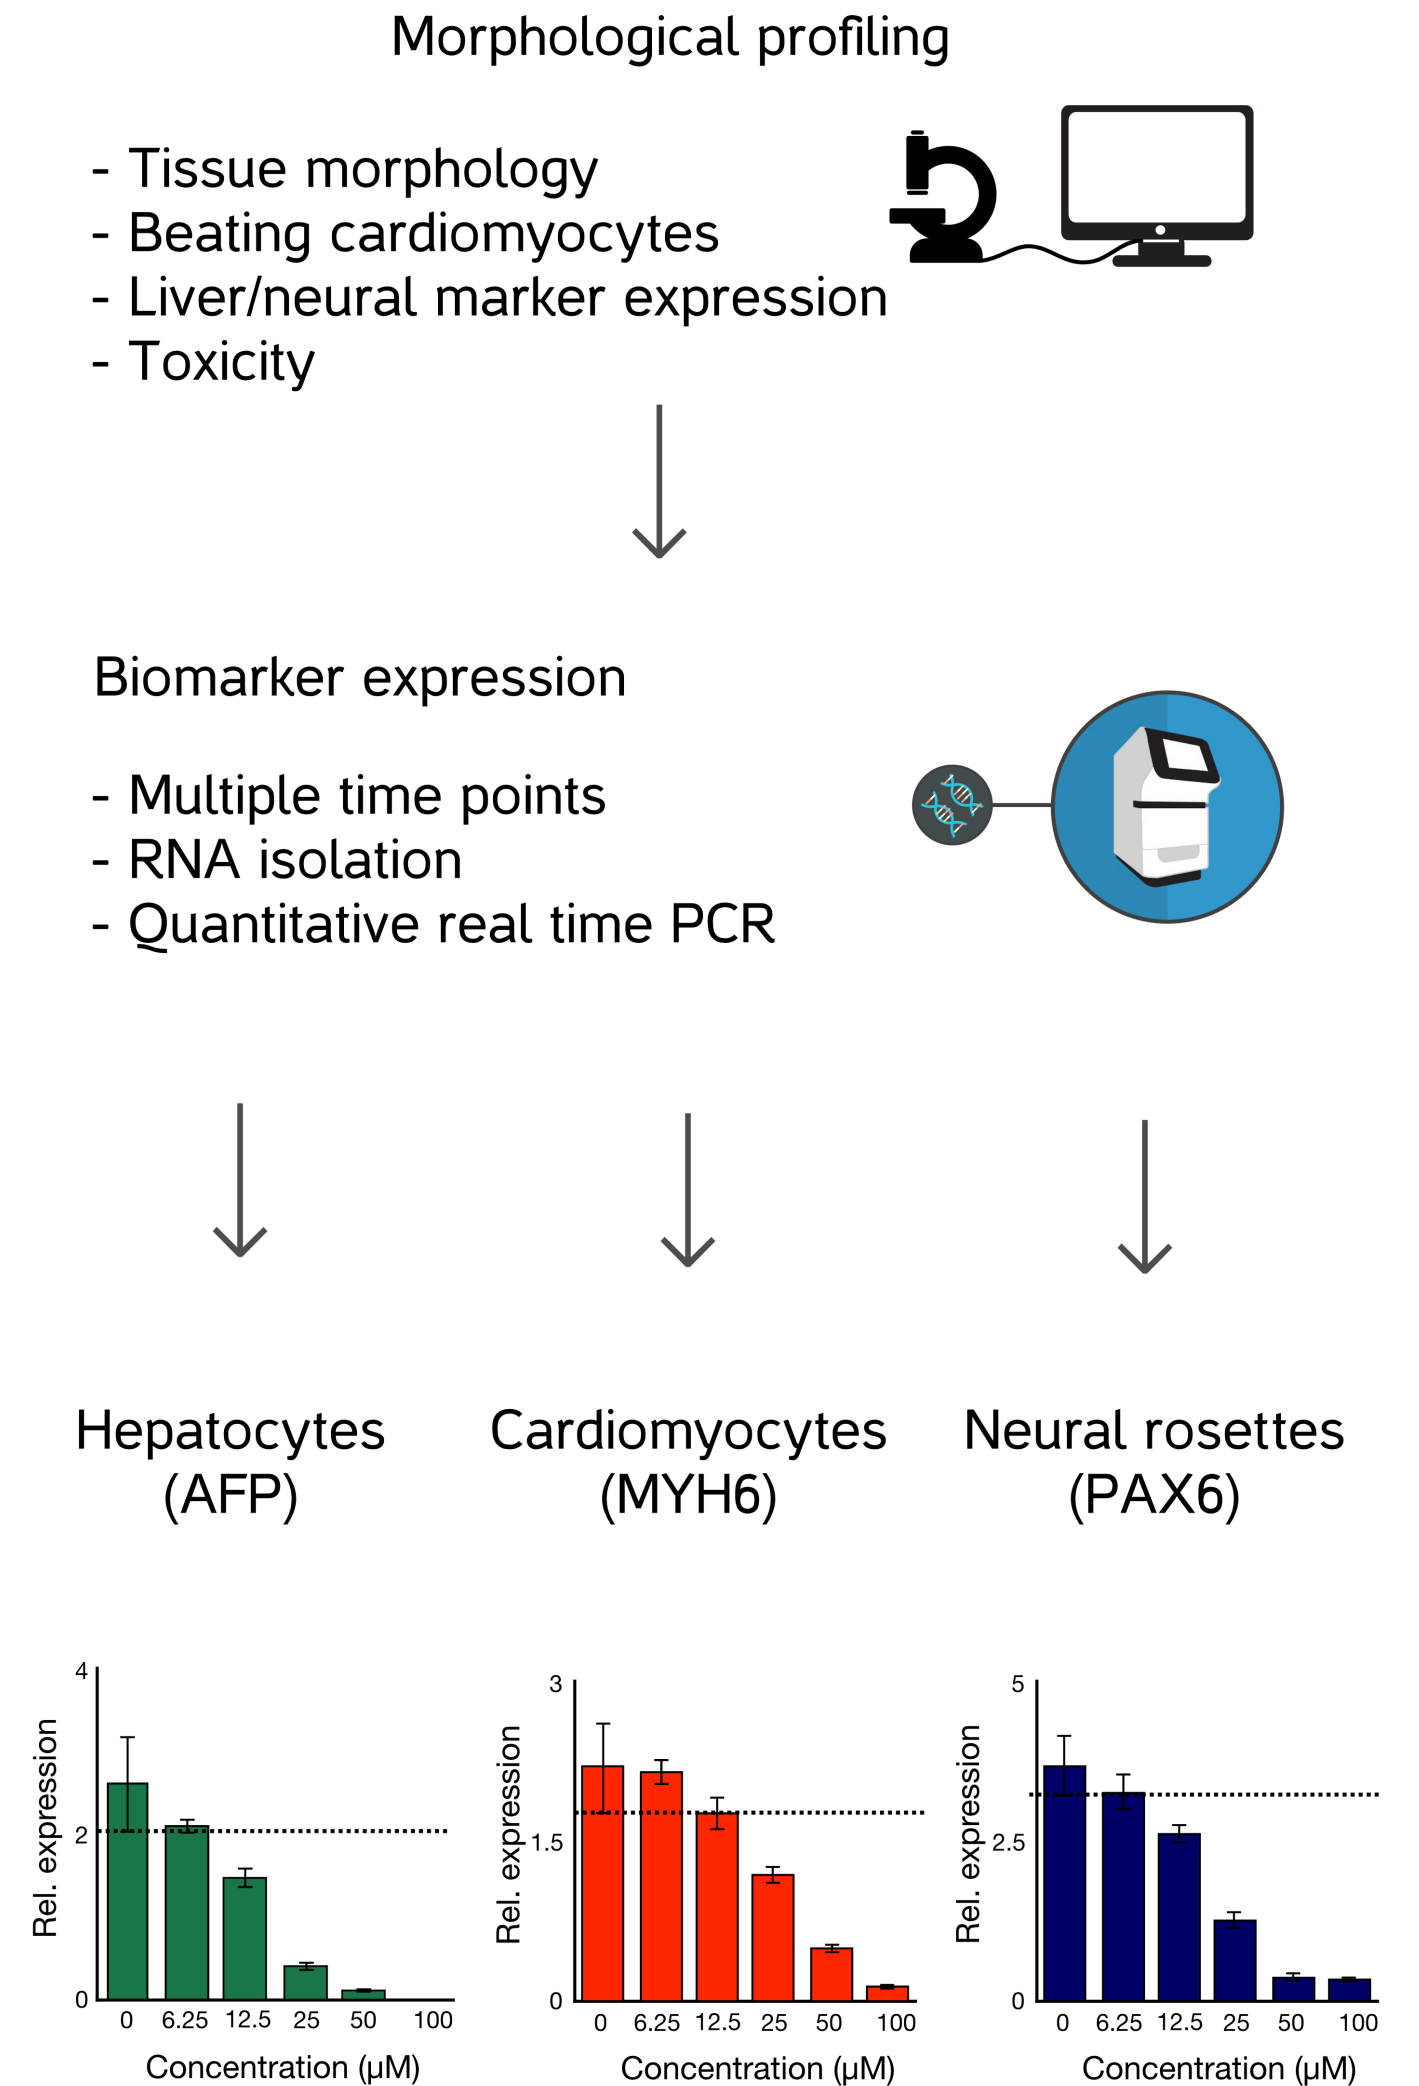 Morphological profiling
- Tissue morphology
- Beating cardiomyocytes
- Liver/neural marker expression
- Toxicity
Biomarker expression
- Multiple time points
- RNA isolation
- Quantitative real time PCR
Hepatocytes
(AFP)
Cardiomyocytes
(MYH6)
Neural rosettes
(PAX6)
Rel. expression
4
2
0
0 6.25 12.5 25 50 100
Concentration (µM)
Rel. expression
3
1.5
0
0 6.25 12.5 25 50 100
Concentration (µM)
Rel. expression
5
2.5
0
0 6.25 12.5 25 50 100
Concentration (µM)